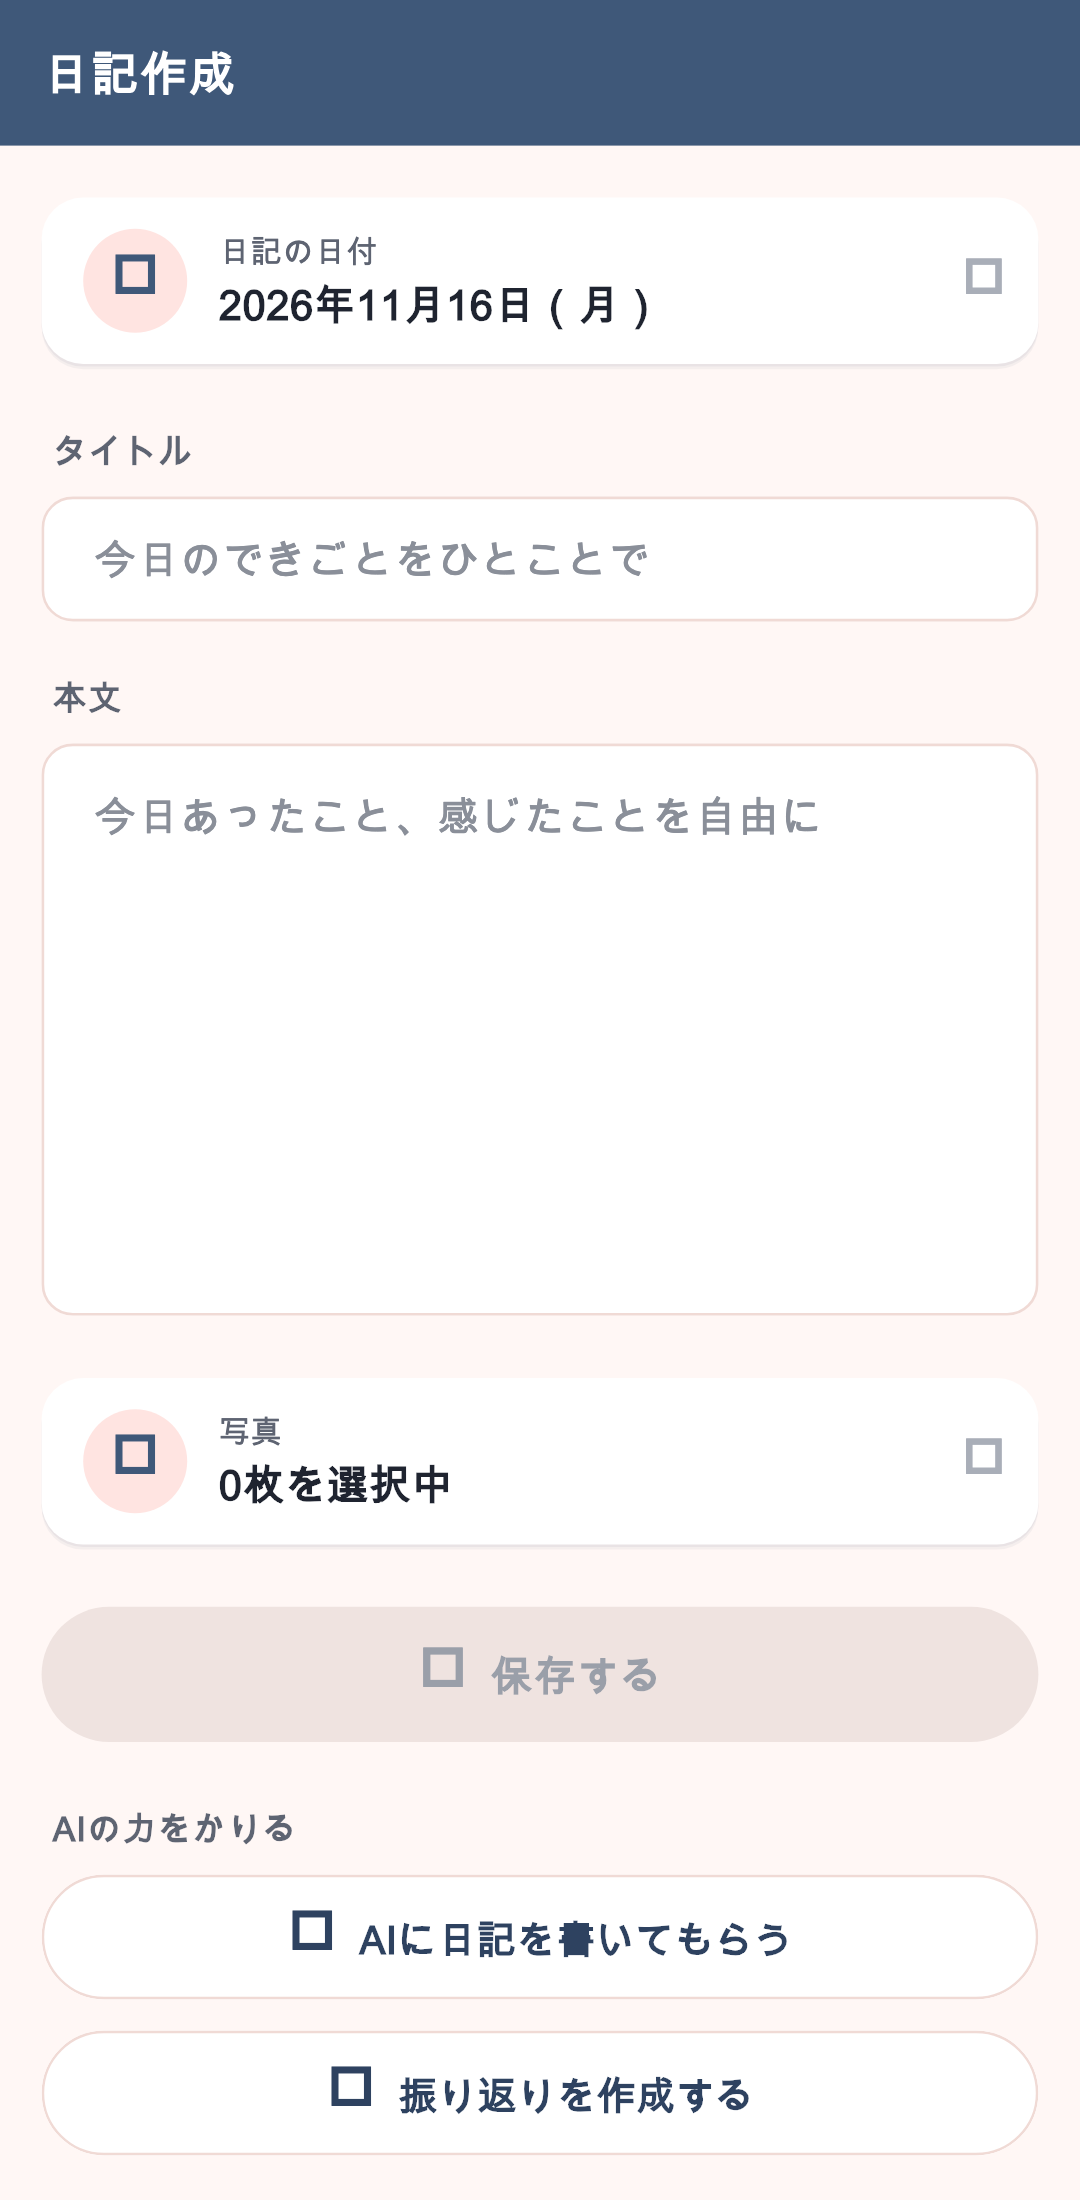 日記作成
日記の日付
2026年11月16日（月）
タイトル
今日のできごとをひとことで
本文
今日あったこと、感じたことを自由に
写真
0枚を選択中
保存する
AIの力をかりる
AIに日記を書いてもらう
振り返りを作成する